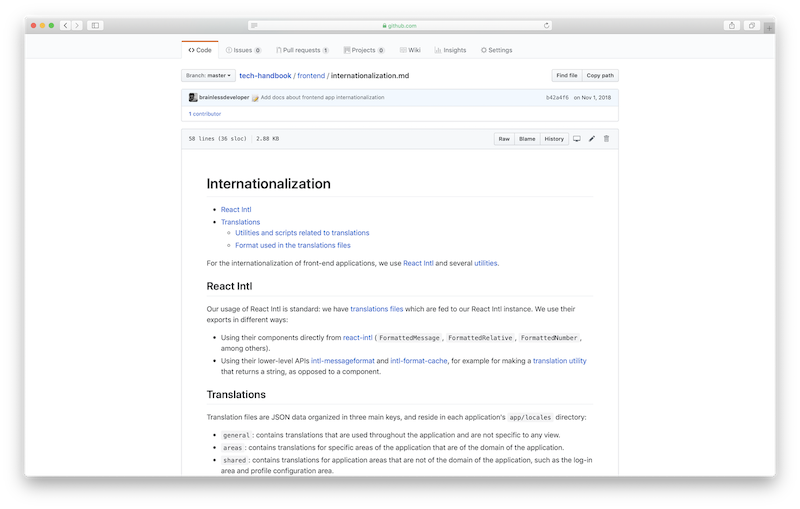 github.com
Code Issues 0 Pull requests 1 Projects 0 Wiki Insights Settings
Branch: master tech-handbook / frontend / internationalization.md Find file Copy path
brainlessdeveloper Add docs about frontend app internationalization b42a4f6 on Nov 1, 2018
1 contributor
58 lines (36 sloc) 2.88 KB Raw Blame History
Internationalization
• React Intl
• Translations
◦ Utilities and scripts related to translations
◦ Format used in the translations files
For the internationalization of front-end applications, we use React Intl and several utilities.
React Intl
Our usage of React Intl is standard: we have translations files which are fed to our React Intl instance. We use their
exports in different ways:
• Using their components directly from react-intl ( FormattedMessage , FormattedRelative , FormattedNumber ,
among others).
• Using their lower-level APIs intl-messageformat and intl-format-cache, for example for making a translation utility
that returns a string, as opposed to a component.
Translations
Translation files are JSON data organized in three main keys, and reside in each application's app/locales directory:
• general : contains translations that are used throughout the application and are not specific to any view.
• areas : contains translations for specific areas of the application that are of the domain of the application.
• shared : contains translations for application areas that are not of the domain of the application, such as the log-in
area and profile configuration area.